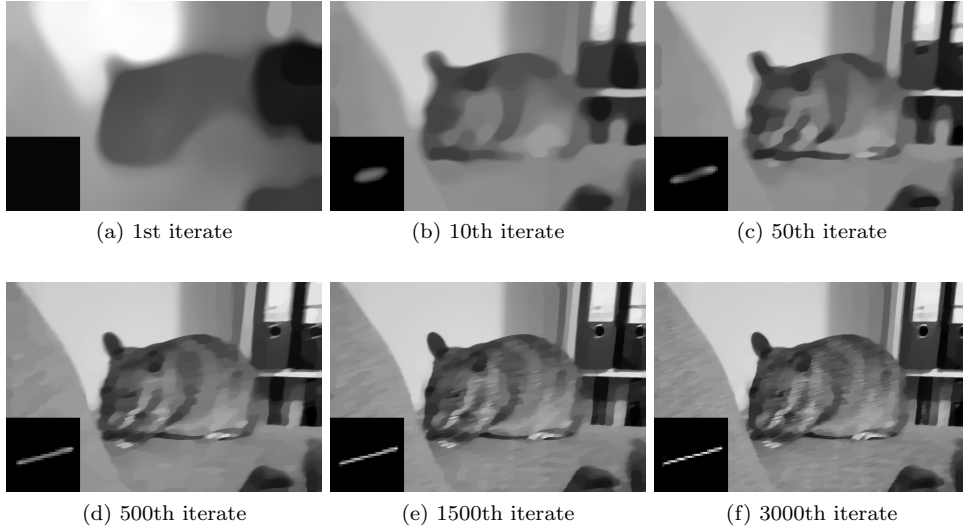 (a) 1st iterate
(b) 10th iterate
(c) 50th iterate
(d) 500th iterate
(e) 1500th iterate
(f) 3000th iterate